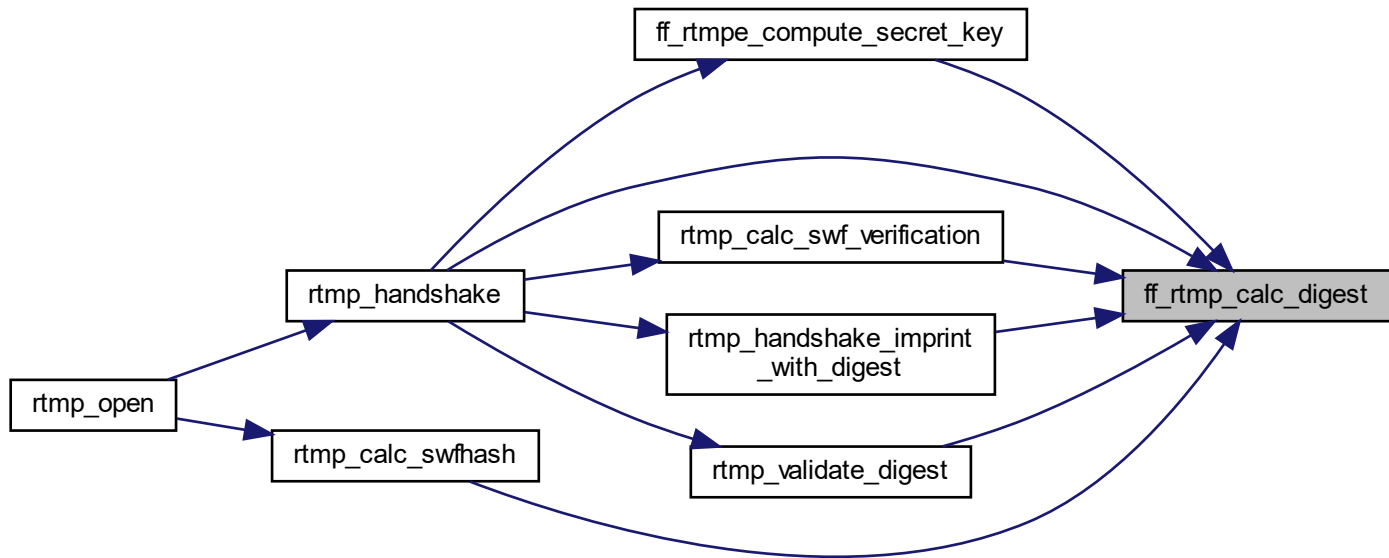 ff_rtmpe_compute_secret_key
rtmp_calc_swf_verification
rtmp_handshake
ff_rtmp_calc_digest
rtmp_handshake_imprint
_with_digest
rtmp_open
rtmp_calc_swfhash
rtmp_validate_digest